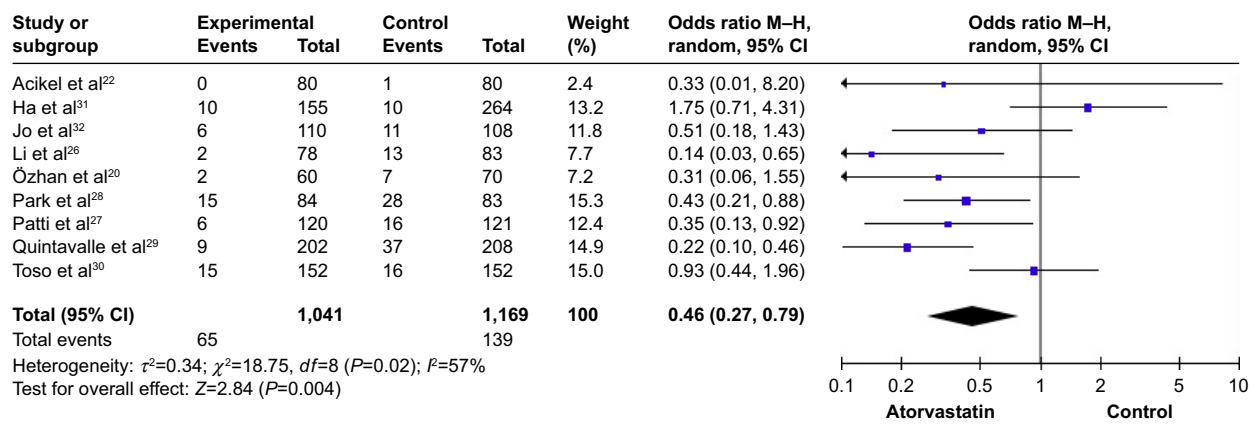 Study or subgroup Experimental Events Total Control Events Total Weight (%) Odds ratio M–H, random, 95% CI Odds ratio M–H, random, 95% CI
Acikel et al22 0 80 1 80 2.4 0.33 (0.01, 8.20)
Ha et al31 10 155 10 264 13.2 1.75 (0.71, 4.31)
Jo et al32 6 110 11 108 11.8 0.51 (0.18, 1.43)
Li et al26 2 78 13 83 7.7 0.14 (0.03, 0.65)
Özhan et al20 2 60 7 70 7.2 0.31 (0.06, 1.55)
Park et al28 15 84 28 83 15.3 0.43 (0.21, 0.88)
Patti et al27 6 120 16 121 12.4 0.35 (0.13, 0.92)
Quintavalle et al29 9 202 37 208 14.9 0.22 (0.10, 0.46)
Toso et al30 15 152 16 152 15.0 0.93 (0.44, 1.96)
Total (95% CI) 1,041 1,169 100 0.46 (0.27, 0.79)
Total events 65 139
Heterogeneity: τ²=0.34; χ²=18.75, df=8 (P=0.02); I²=57%
Test for overall effect: Z=2.84 (P=0.004)
0.1 0.2 0.5 1 2 5 10
Atorvastatin Control